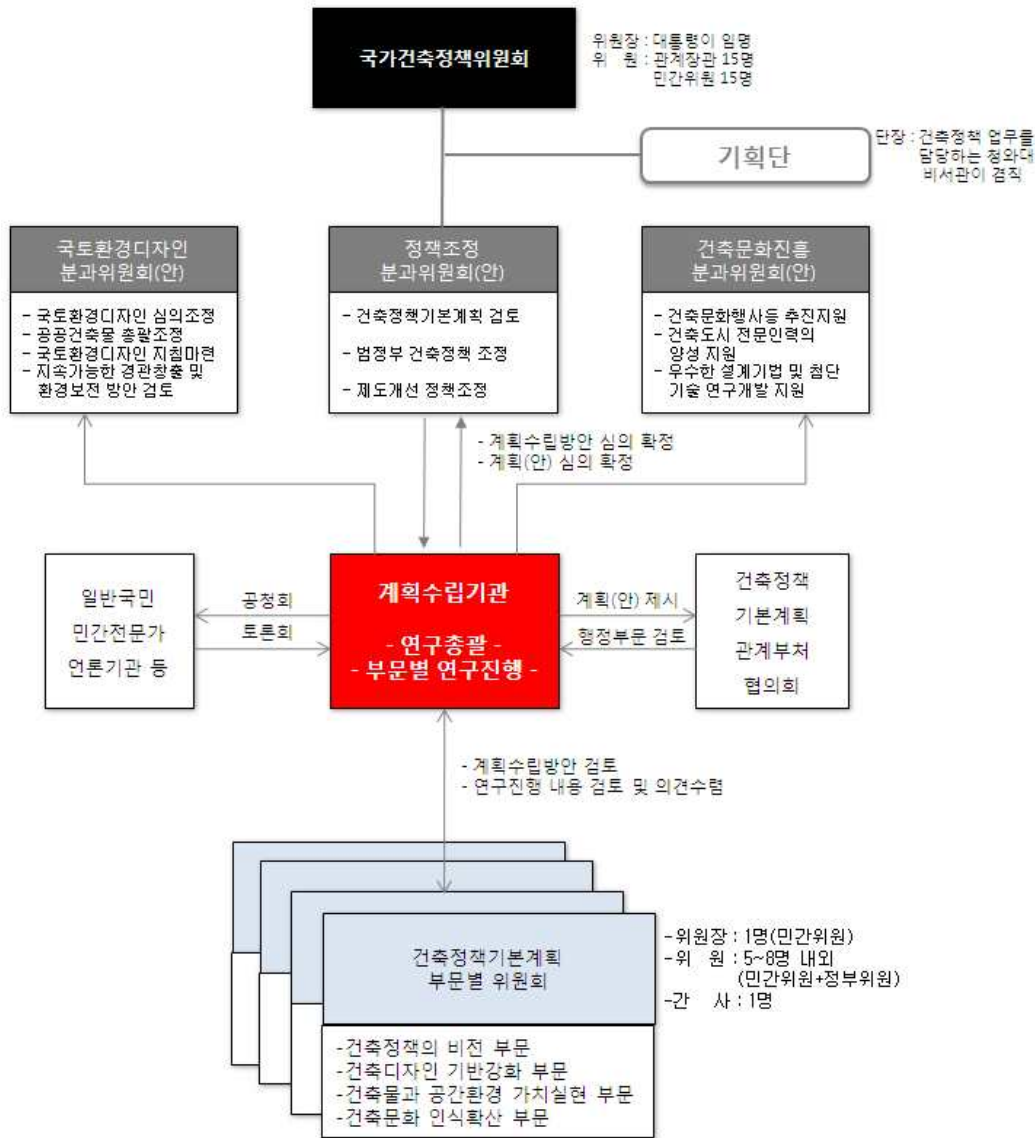 국가건축정책위원회
위원장 : 대통령이 임명
위 원 : 관계장관 15명
민간위원 15명
기획단
단장 : 건축정책 업무를
담당하는 청와대
비서관이 겸직
국토환경디자인
분과위원회(안)
- 국토환경디자인 심의조정
- 공공건축물 총괄조정
- 국토환경디자인 지침마련
- 지속가능한 경관창출 및
환경보전 방안 검토
정책조정
분과위원회(안)
- 건축정책기본계획 검토
- 범정부 건축정책 조정
- 제도개선 정책조정
건축문화진흥
분과위원회(안)
- 건축문화행사등 추진지원
- 건축도시 전문인력의
양성 지원
- 우수한 설계기법 및 첨단
기술 연구개발 지원
- 계획수립방안 심의 확정
- 계획(안) 심의 확정
일반국민
민간전문가
언론기관 등
공청회
토론회
계획수립기관
- 연구총괄 -
- 부문별 연구진행 -
계획(안) 제시
행정부문 검토
건축정책
기본계획
관계부처
협의회
- 계획수립방안 검토
- 연구진행 내용 검토 및 의견수렴
건축정책기본계획
부문별 위원회
-위원장 : 1명(민간위원)
-위 원 : 5~8명 내외
(민간위원+정부위원)
-간 사 : 1명
-건축정책의 비전 부문
-건축디자인 기반강화 부문
-건축물과 공간환경 가치실현 부문
-건축문화 인식확산 부문